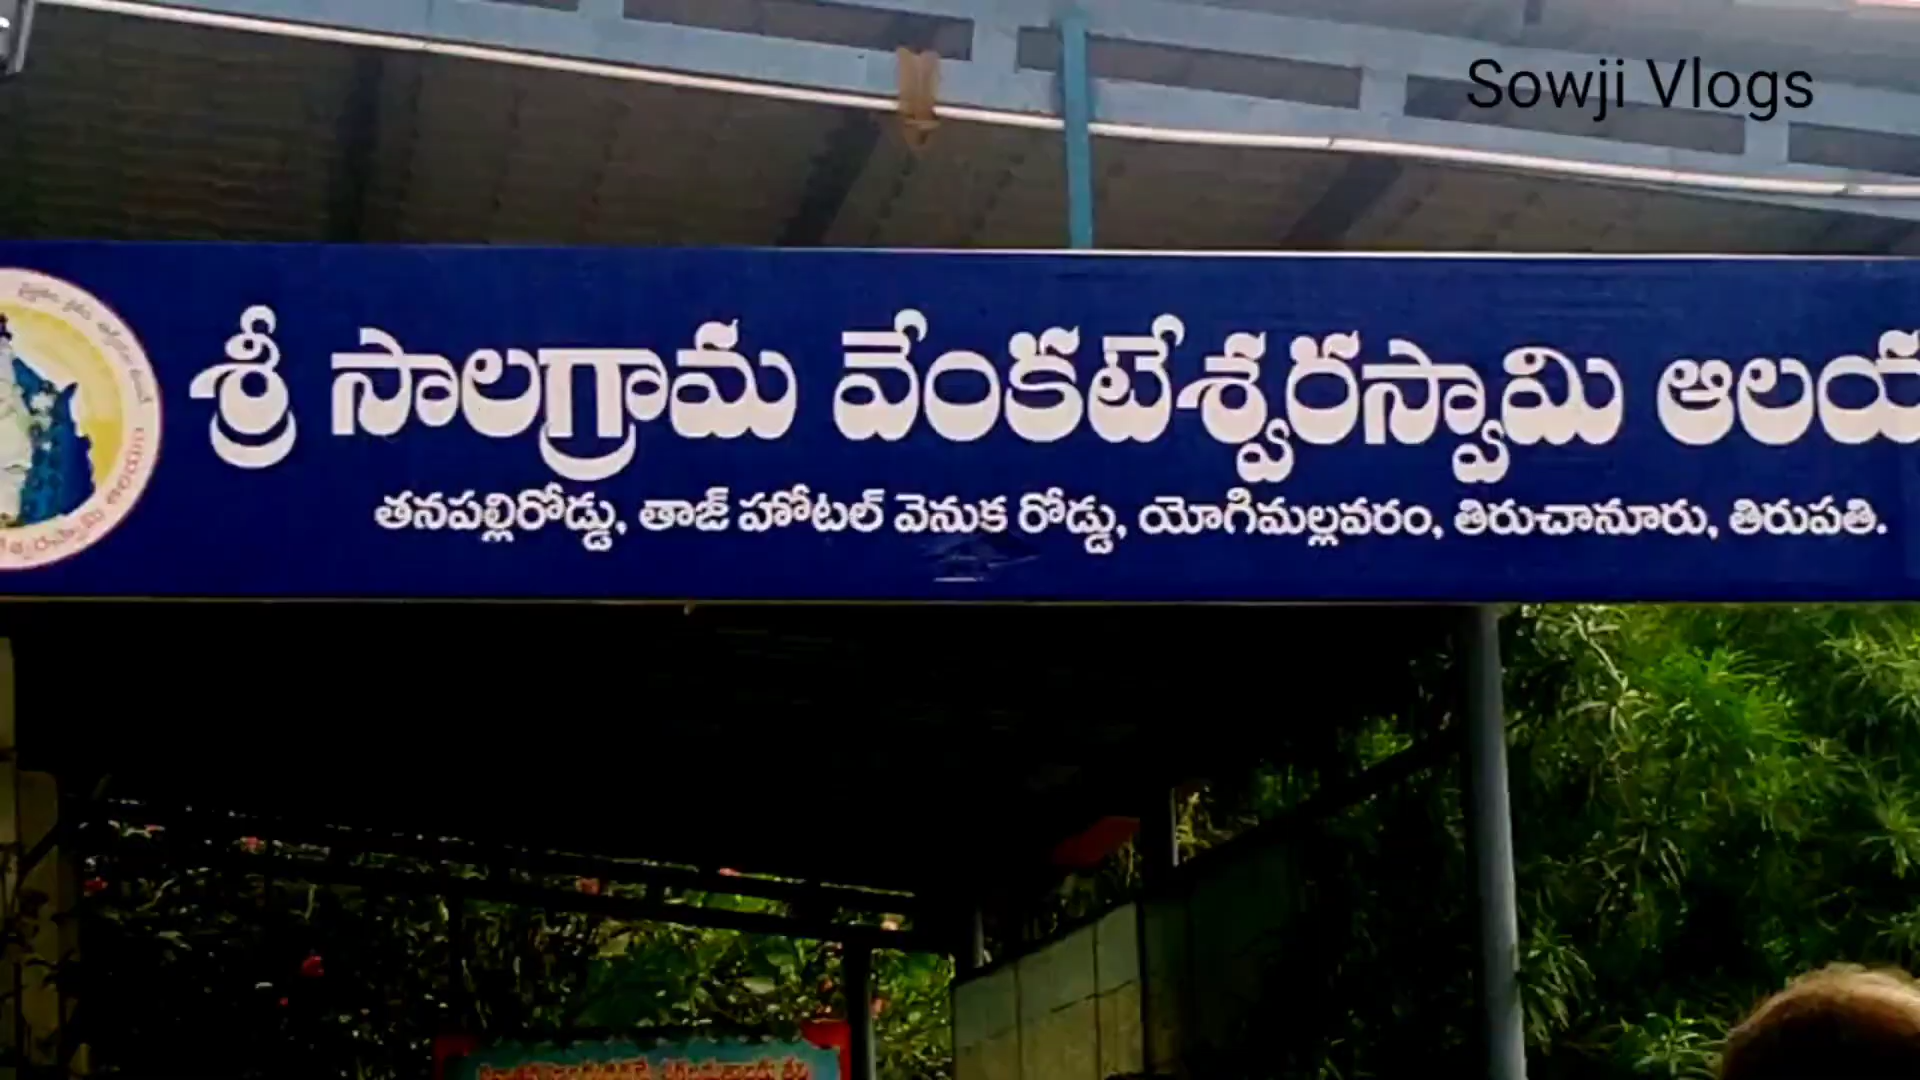 Sowji Vlogs
శ్రీ సాలగ్రామ వేంకటేశ్వరస్వామి ఆలయ
తనపల్లిరోడ్డు, తాజ్ హోటల్ వెనుక రోడ్డు, యోగిమల్లవరం, తిరుచానూరు, తిరుపతి.